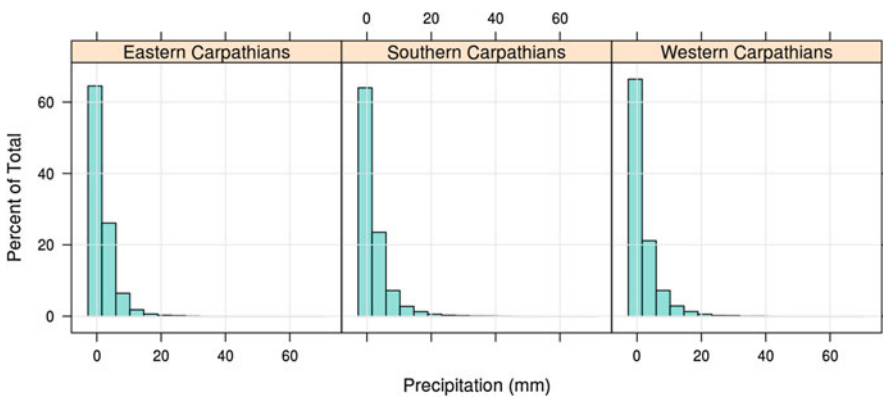 0 20 40 60
Eastern Carpathians Southern Carpathians Western Carpathians
60
40
20
0
Percent of Total
0 20 40 60 0 20 40 60
Precipitation (mm)